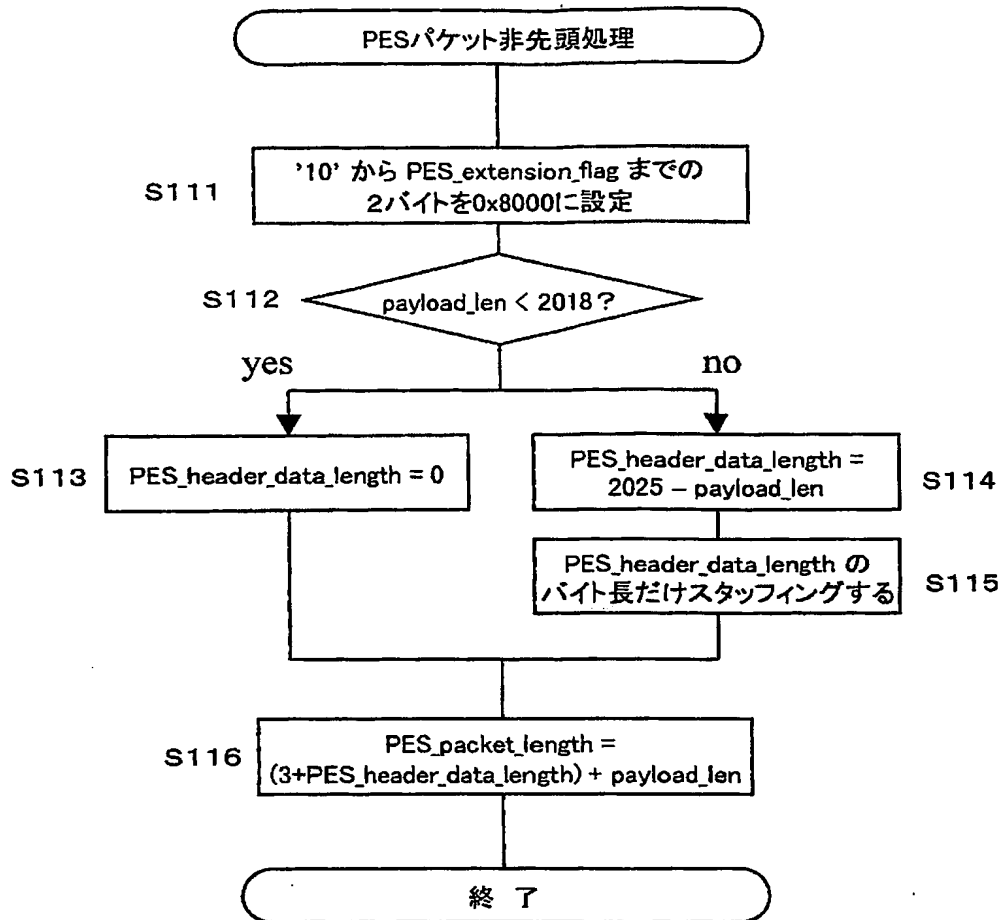 PESパケット非先頭処理
S111
'10' から PES_extension_flag までの
2バイトを0x8000に設定
S112
payload_len < 2018?
yes
no
S113
PES_header_data_length = 0
PES_header_data_length =
2025 – payload_len
S114
PES_header_data_length の
バイト長だけスタッフィングする
S115
S116
PES_packet_length =
(3+PES_header_data_length) + payload_len
終 了